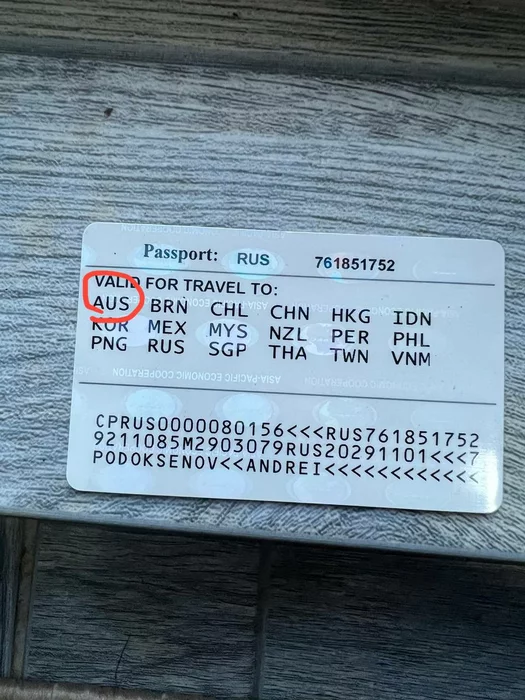 Passport: RUS 761851752
VALID FOR TRAVEL TO:
AUS BRN CHL CHN HKG IDN
KOR MEX MYS NZL PER PHL
PNG RUS SGP THA TWN VNM
ASIA-PACIFIC ECONOMIC COOPERATION
CPRUS0000080156<<<RUS761851752
9211085M2903079RUS20291101<<<7
PODOKSENOV<<ANDREI<<<<<<<<<<<<